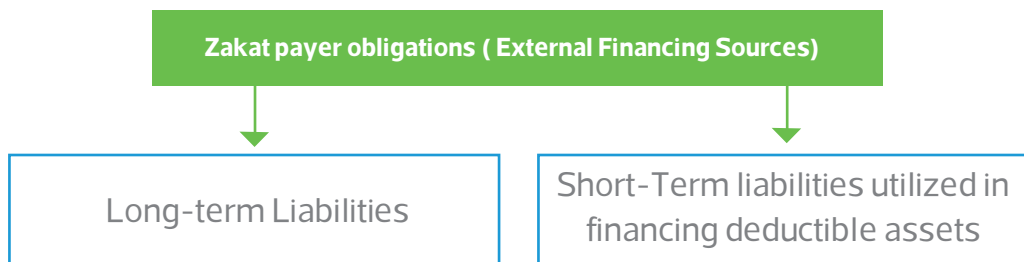 Zakat payer obligations ( External Financing Sources)
Long-term Liabilities
Short-Term liabilities utilized in
financing deductible assets